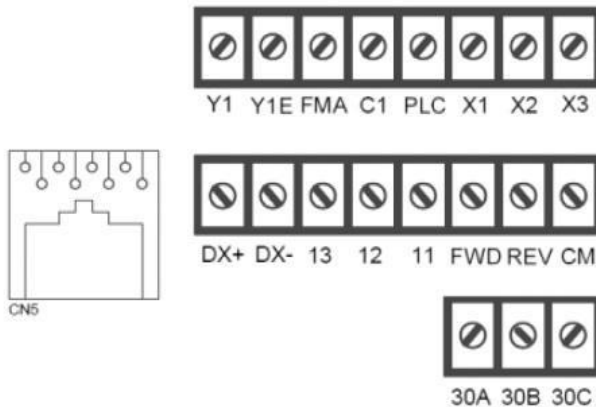 Y1 Y1E FMA C1 PLC X1 X2 X3
DX+ DX- 13 12 11 FWD REV CM
CN5
30A 30B 30C